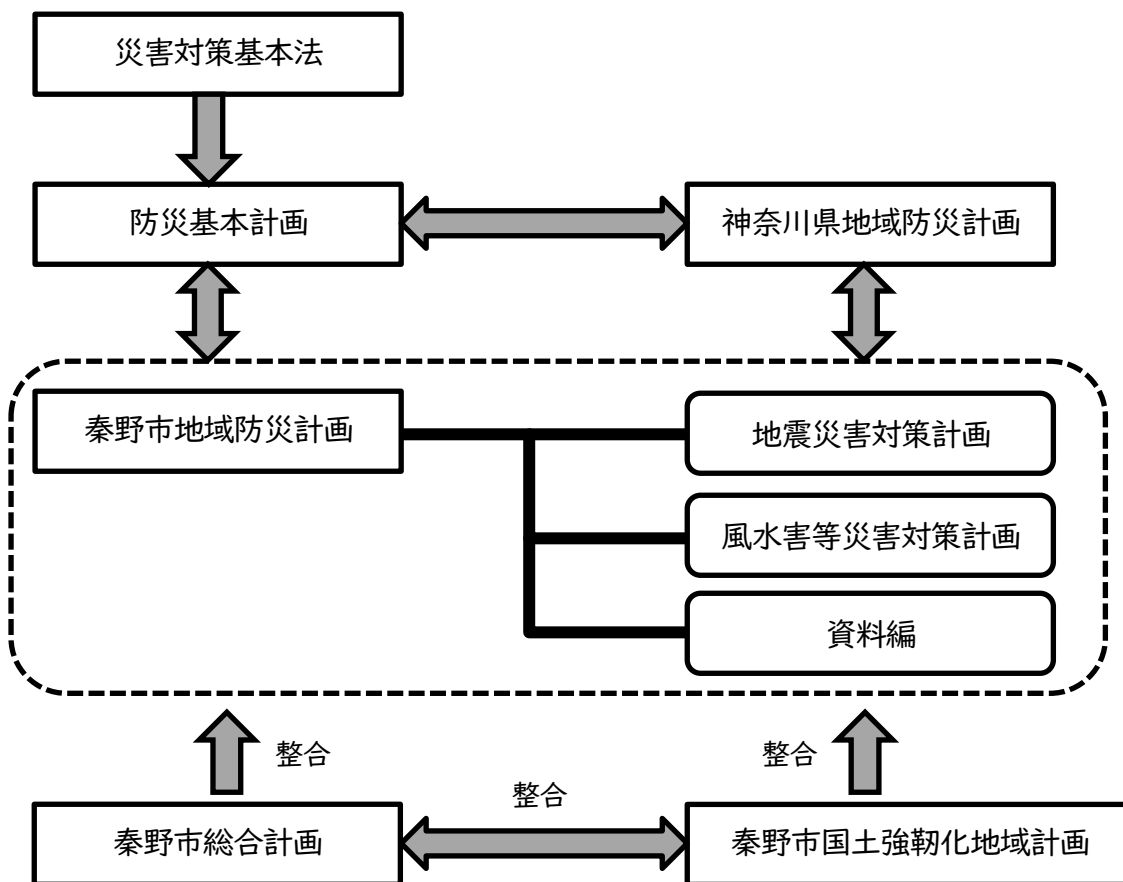 災害対策基本法
防災基本計画
神奈川県地域防災計画
秦野市地域防災計画
地震災害対策計画
風水害等災害対策計画
資料編
整合
整合
整合
秦野市総合計画
秦野市国土強靭化地域計画